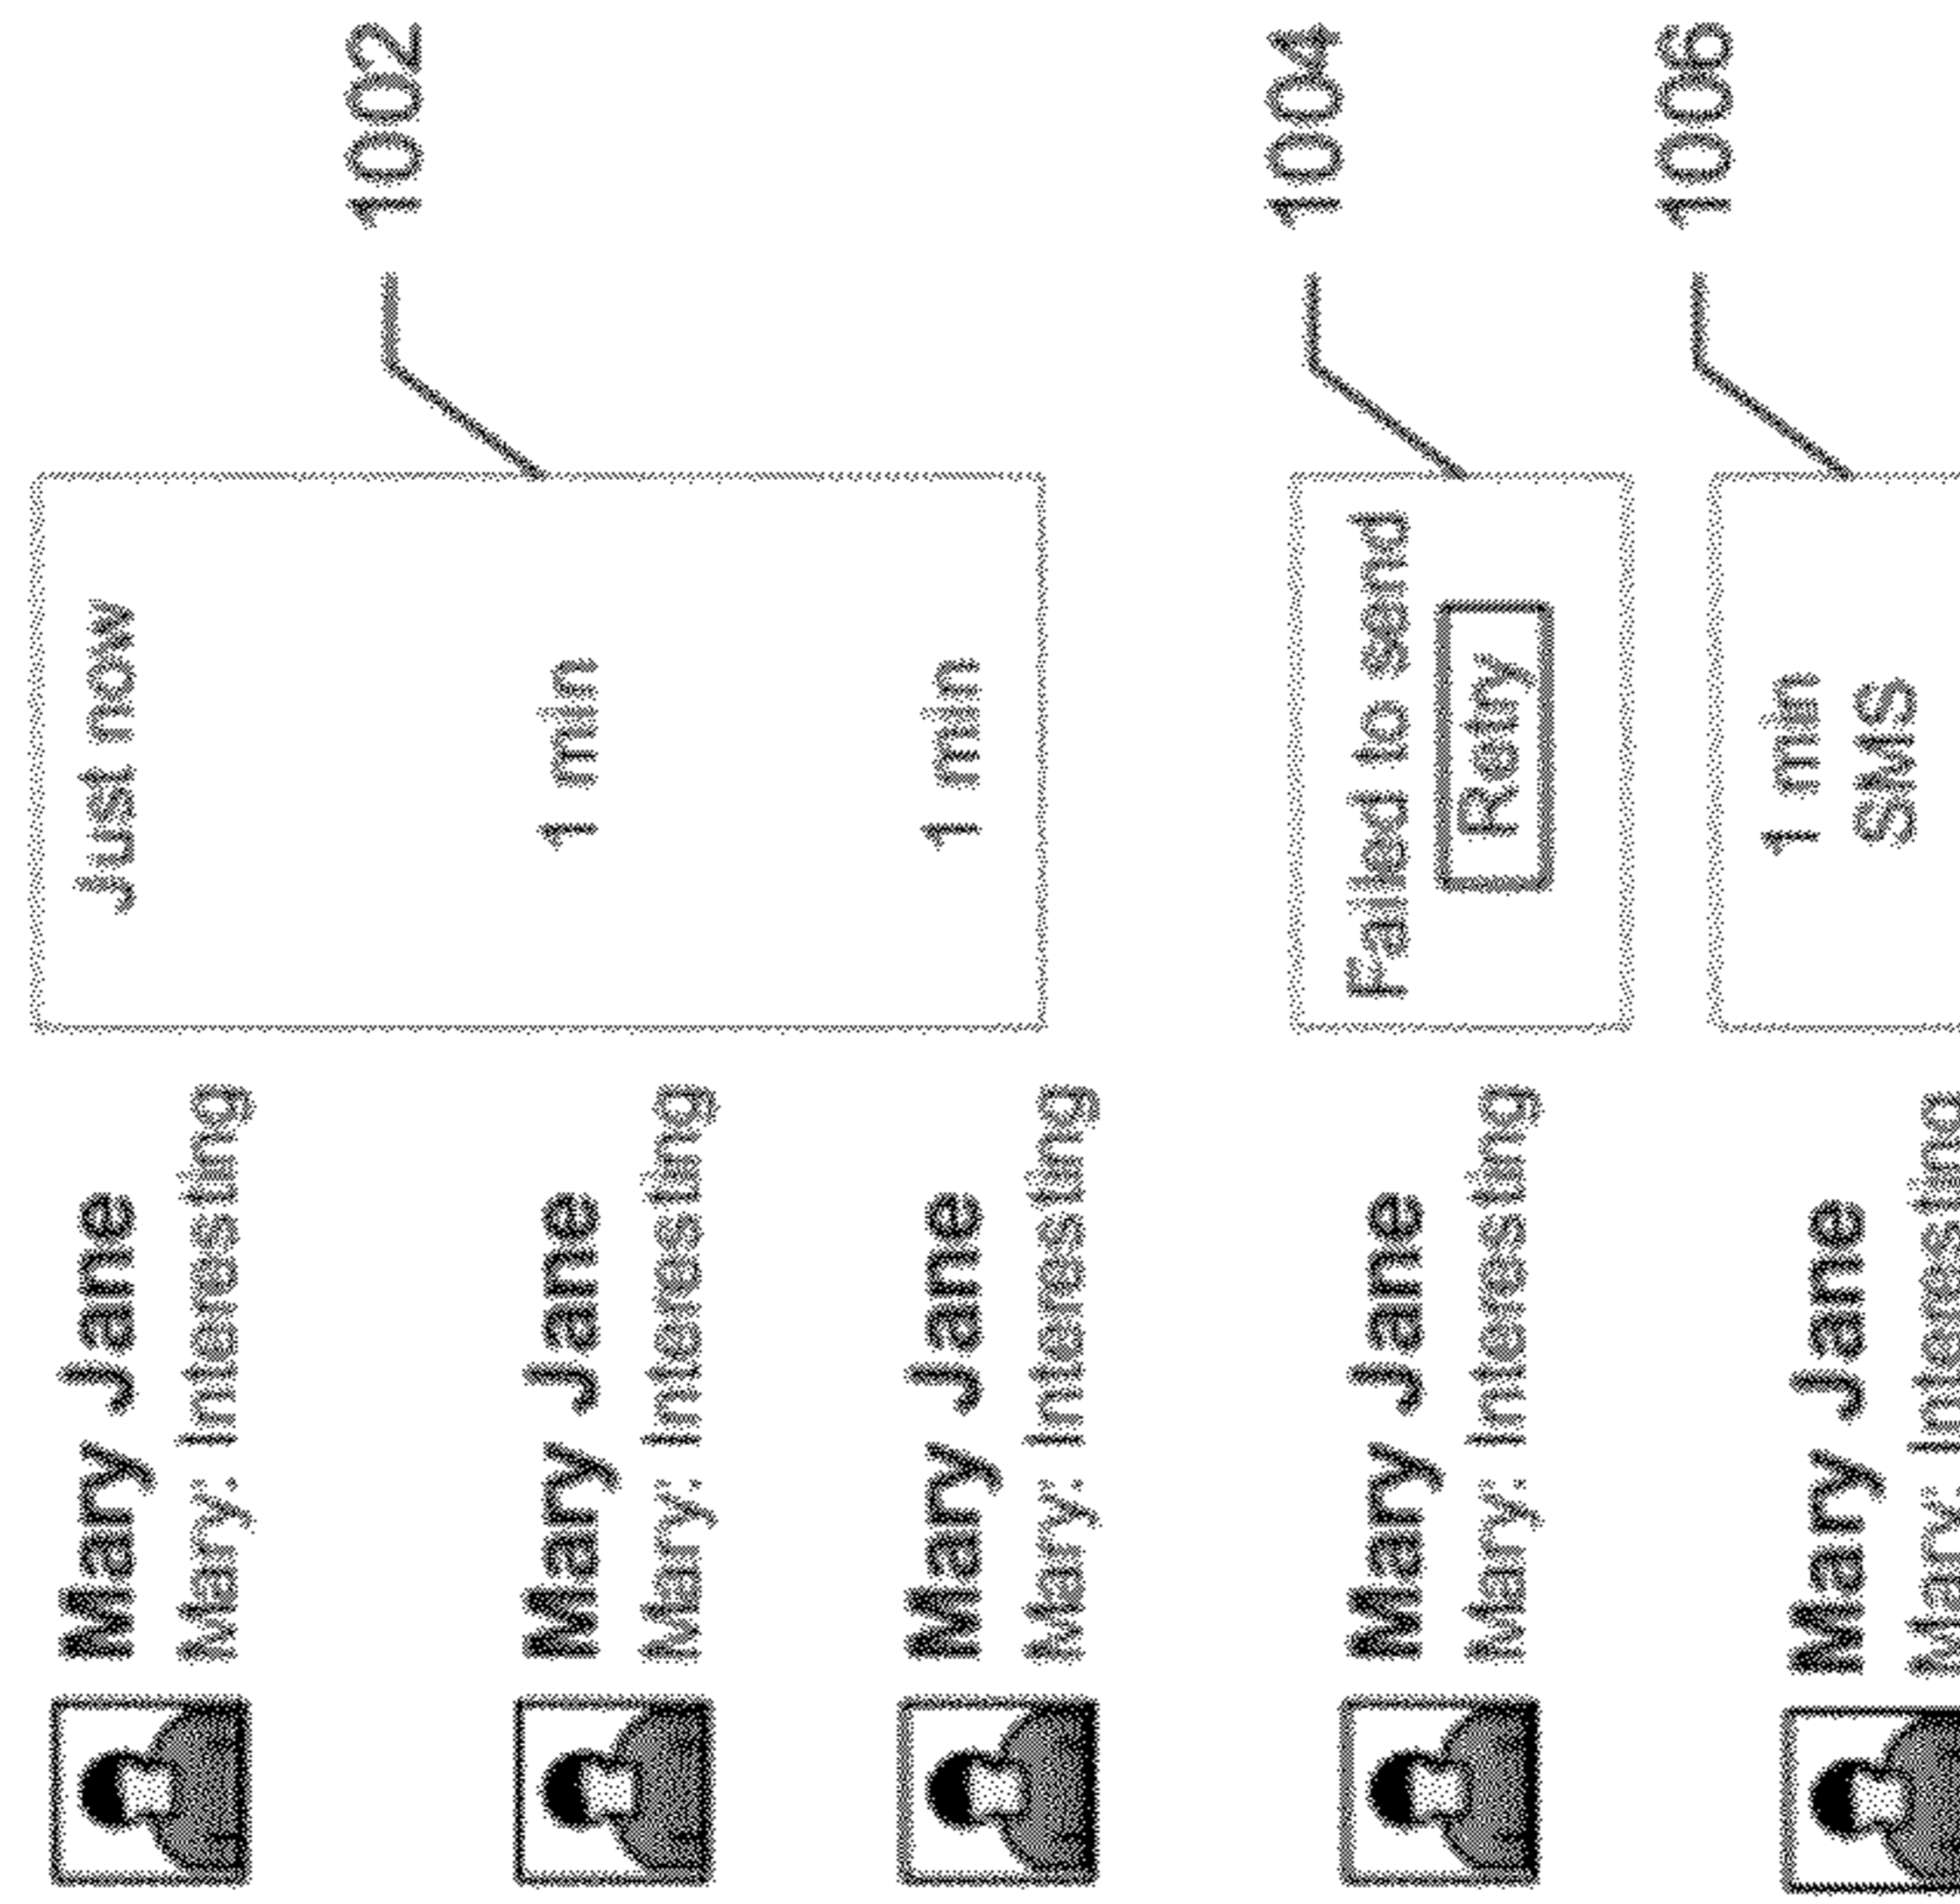 Mary Jane
Just now
Mary: Interesting
1002
Mary Jane
1 min
Mary: Interesting
Mary Jane
1 min
Mary: Interesting
Mary Jane
Failed to send
Mary: Interesting
Retry
1004
Mary Jane
1 min
Mary: Interesting
SMS
1006